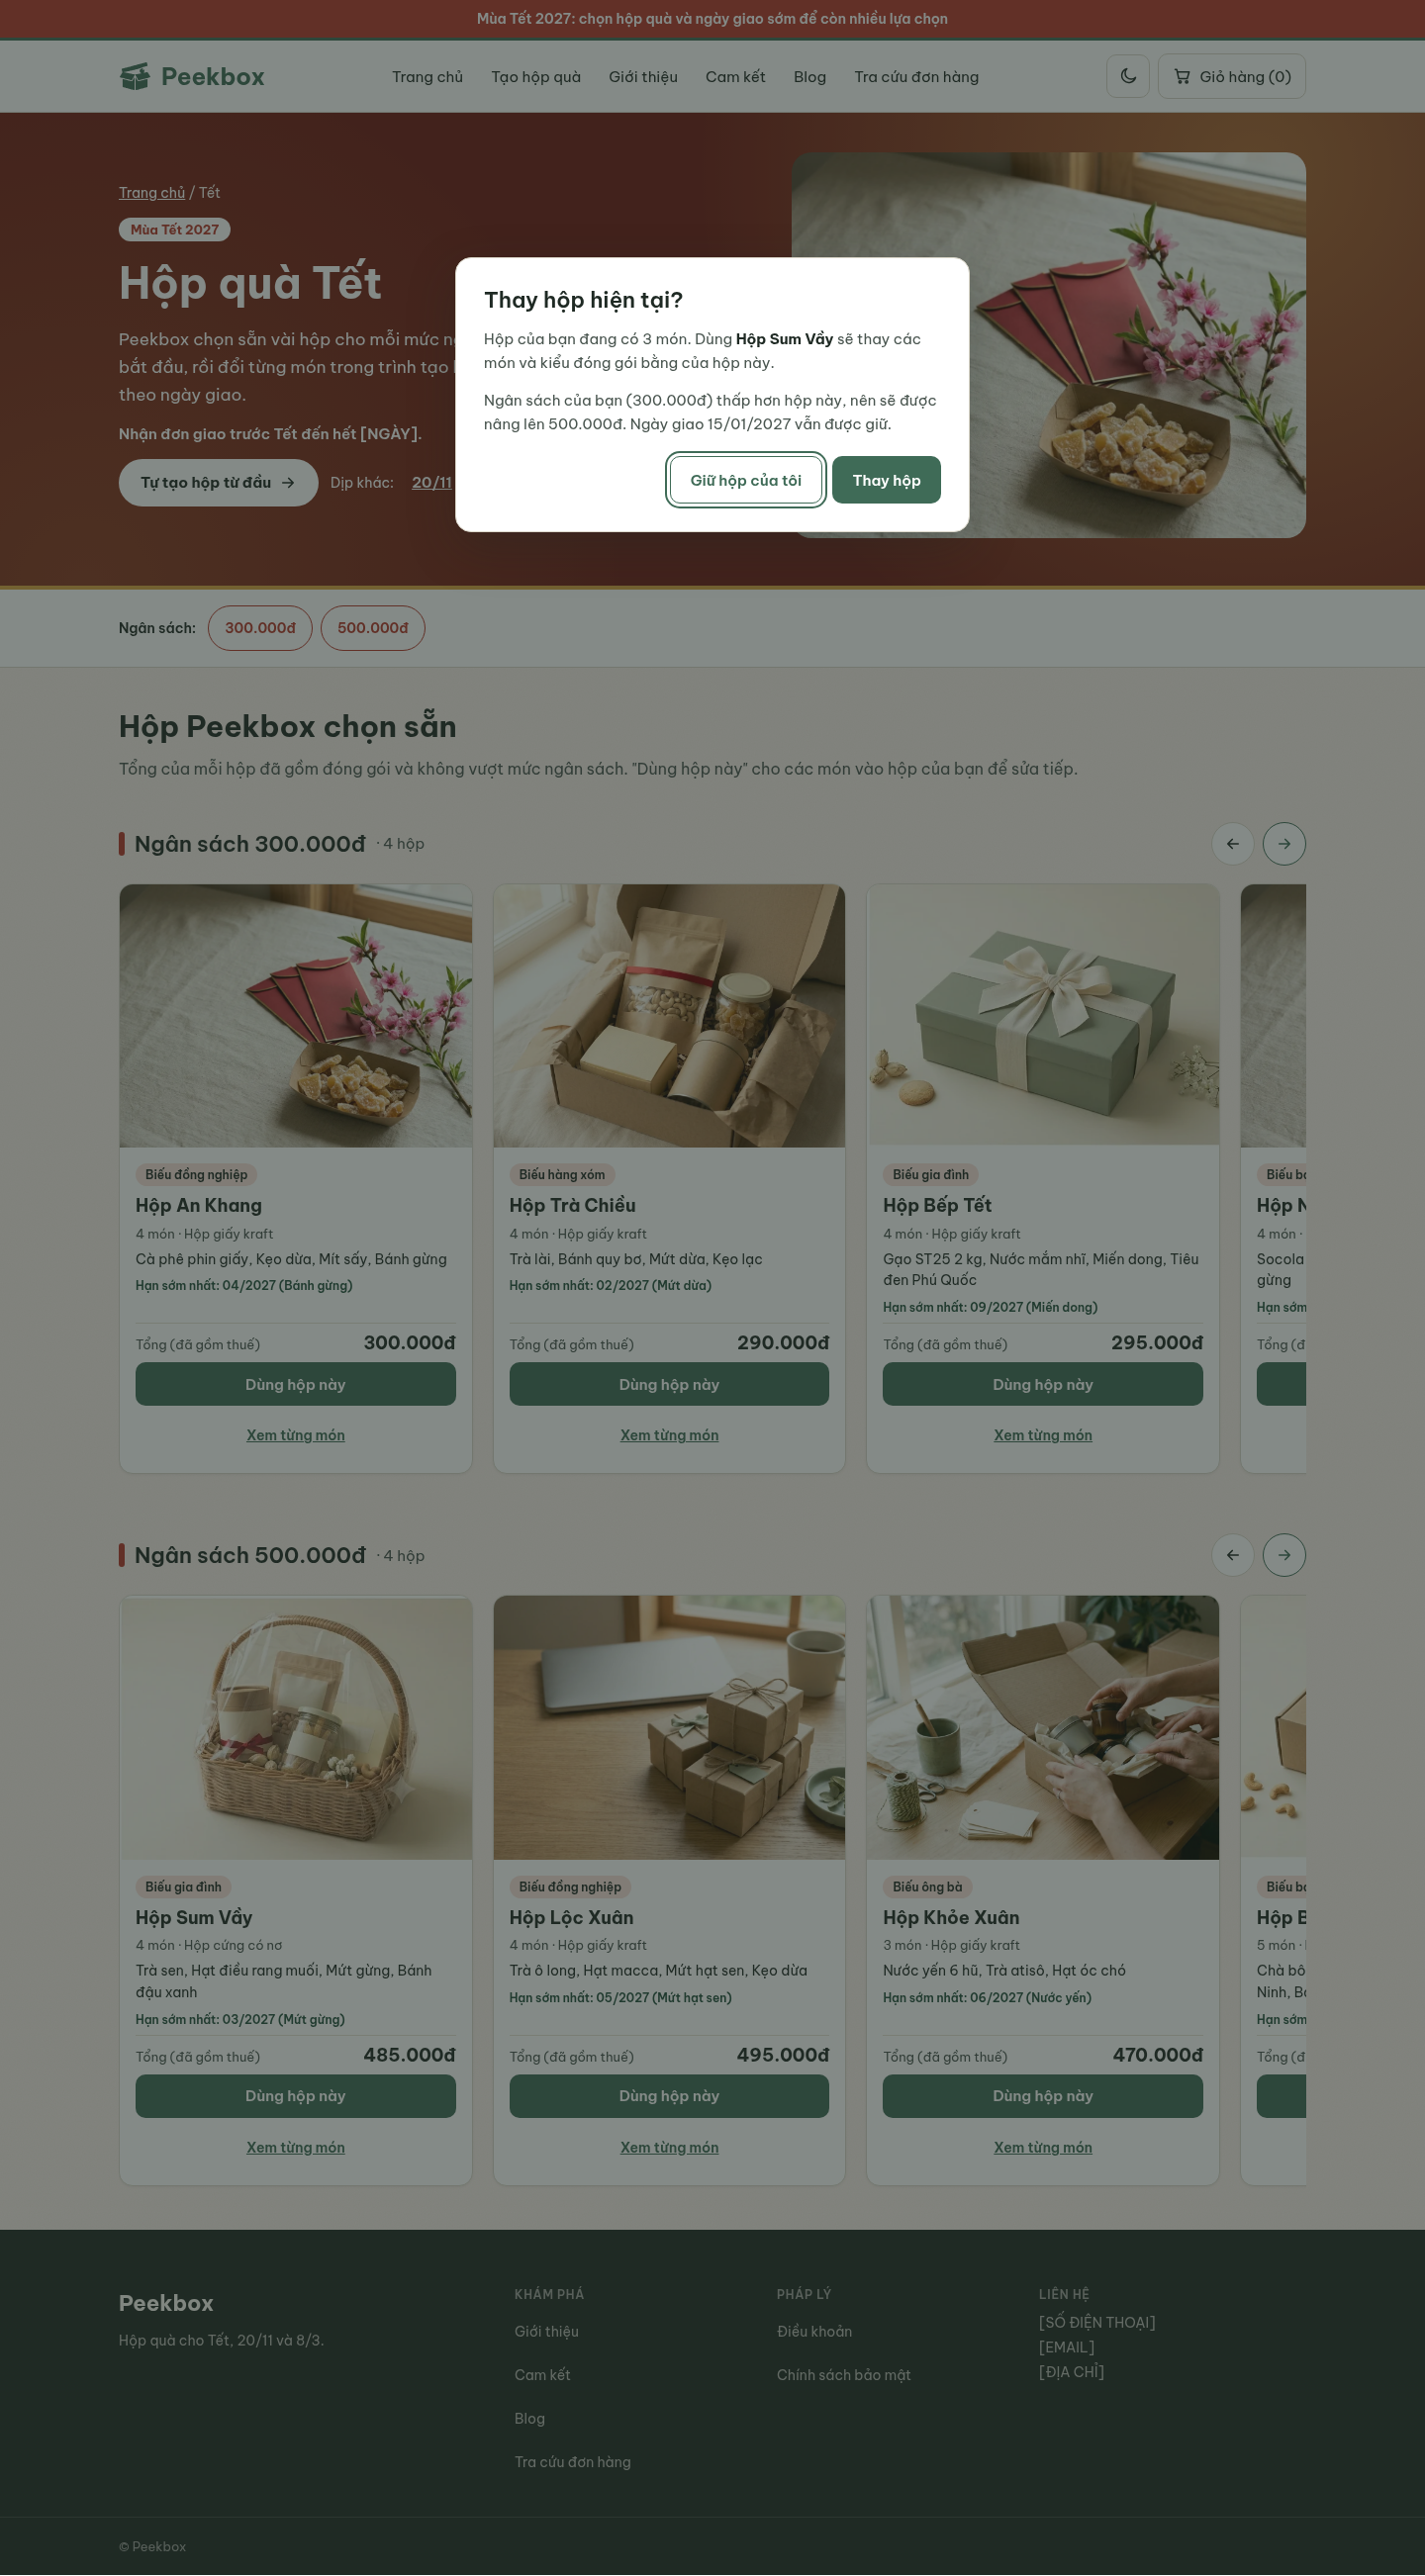 Mùa Tết 2027: chọn hộp quà và ngày giao sớm để còn nhiều lựa chọn
Peekbox
Trang chủ
Tạo hộp quà
Giới thiệu
Cam kết
Blog
Tra cứu đơn hàng
Giỏ hàng (0)
Trang chủ / Tết
Mùa Tết 2027
Hộp quà Tết
Peekbox chọn sẵn vài hộp cho mỗi mức
bắt đầu, rồi đổi từng món trong trình tạo
theo ngày giao.
Nhận đơn giao trước Tết đến hết [NGÀY].
Tự tạo hộp từ đầu →
Dịp khác: 20/11
Thay hộp hiện tại?
Hộp của bạn đang có 3 món. Dùng Hộp Sum Vầy sẽ thay các
món và kiểu đóng gói bằng của hộp này.
Ngân sách của bạn (300.000đ) thấp hơn hộp này, nên sẽ được
nâng lên 500.000đ. Ngày giao 15/01/2027 vẫn được giữ.
Giữ hộp của tôi
Thay hộp
Ngân sách:
300.000đ
500.000đ
Hộp Peekbox chọn sẵn
Tổng của mỗi hộp đã gồm đóng gói và không vượt mức ngân sách. "Dùng hộp này" cho các món vào hộp của bạn để sửa tiếp.
Ngân sách 300.000đ · 4 hộp
← →
Biếu đồng nghiệp
Hộp An Khang
4 món · Hộp giấy kraft
Cà phê phin giấy, Kẹo dừa, Mít sấy, Bánh gừng
Hạn sớm nhất: 04/2027 (Bánh gừng)
Tổng (đã gồm thuế) 300.000đ
Dùng hộp này
Xem từng món
Biếu hàng xóm
Hộp Trà Chiều
4 món · Hộp giấy kraft
Trà lài, Bánh quy bơ, Mứt dừa, Kẹo lạc
Hạn sớm nhất: 02/2027 (Mứt dừa)
Tổng (đã gồm thuế) 290.000đ
Dùng hộp này
Xem từng món
Biếu gia đình
Hộp Bếp Tết
4 món · Hộp giấy kraft
Gạo ST25 2 kg, Nước mắm nhĩ, Miến dong, Tiêu
đen Phú Quốc
Hạn sớm nhất: 09/2027 (Miến dong)
Tổng (đã gồm thuế) 295.000đ
Dùng hộp này
Xem từng món
Biếu
Hộp
4 món ·
Socola
gừng
Hạn
Tổng
Ngân sách 500.000đ · 4 hộp
← →
Biếu gia đình
Hộp Sum Vầy
4 món · Hộp cứng có nơ
Trà sen, Hạt điều rang muối, Mứt gừng, Bánh
đậu xanh
Hạn sớm nhất: 03/2027 (Mứt gừng)
Tổng (đã gồm thuế) 485.000đ
Dùng hộp này
Xem từng món
Biếu đồng nghiệp
Hộp Lộc Xuân
4 món · Hộp giấy kraft
Trà ô long, Hạt macca, Mứt hạt sen, Kẹo dừa
Hạn sớm nhất: 05/2027 (Mứt hạt sen)
Tổng (đã gồm thuế) 495.000đ
Dùng hộp này
Xem từng món
Biếu ông bà
Hộp Khỏe Xuân
3 món · Hộp giấy kraft
Nước yến 6 hũ, Trà atisô, Hạt óc chó
Hạn sớm nhất: 06/2027 (Nước yến)
Tổng (đã gồm thuế) 470.000đ
Dùng hộp này
Xem từng món
Biếu
Hộp
5 món ·
Chà
Ninh,
Hạn
Tổng
Peekbox
Hộp quà cho Tết, 20/11 và 8/3.
KHÁM PHÁ
Giới thiệu
Cam kết
Blog
Tra cứu đơn hàng
PHÁP LÝ
Điều khoản
Chính sách bảo mật
LIÊN HỆ
[SỐ ĐIỆN THOẠI]
[EMAIL]
[ĐỊA CHỈ]
© Peekbox